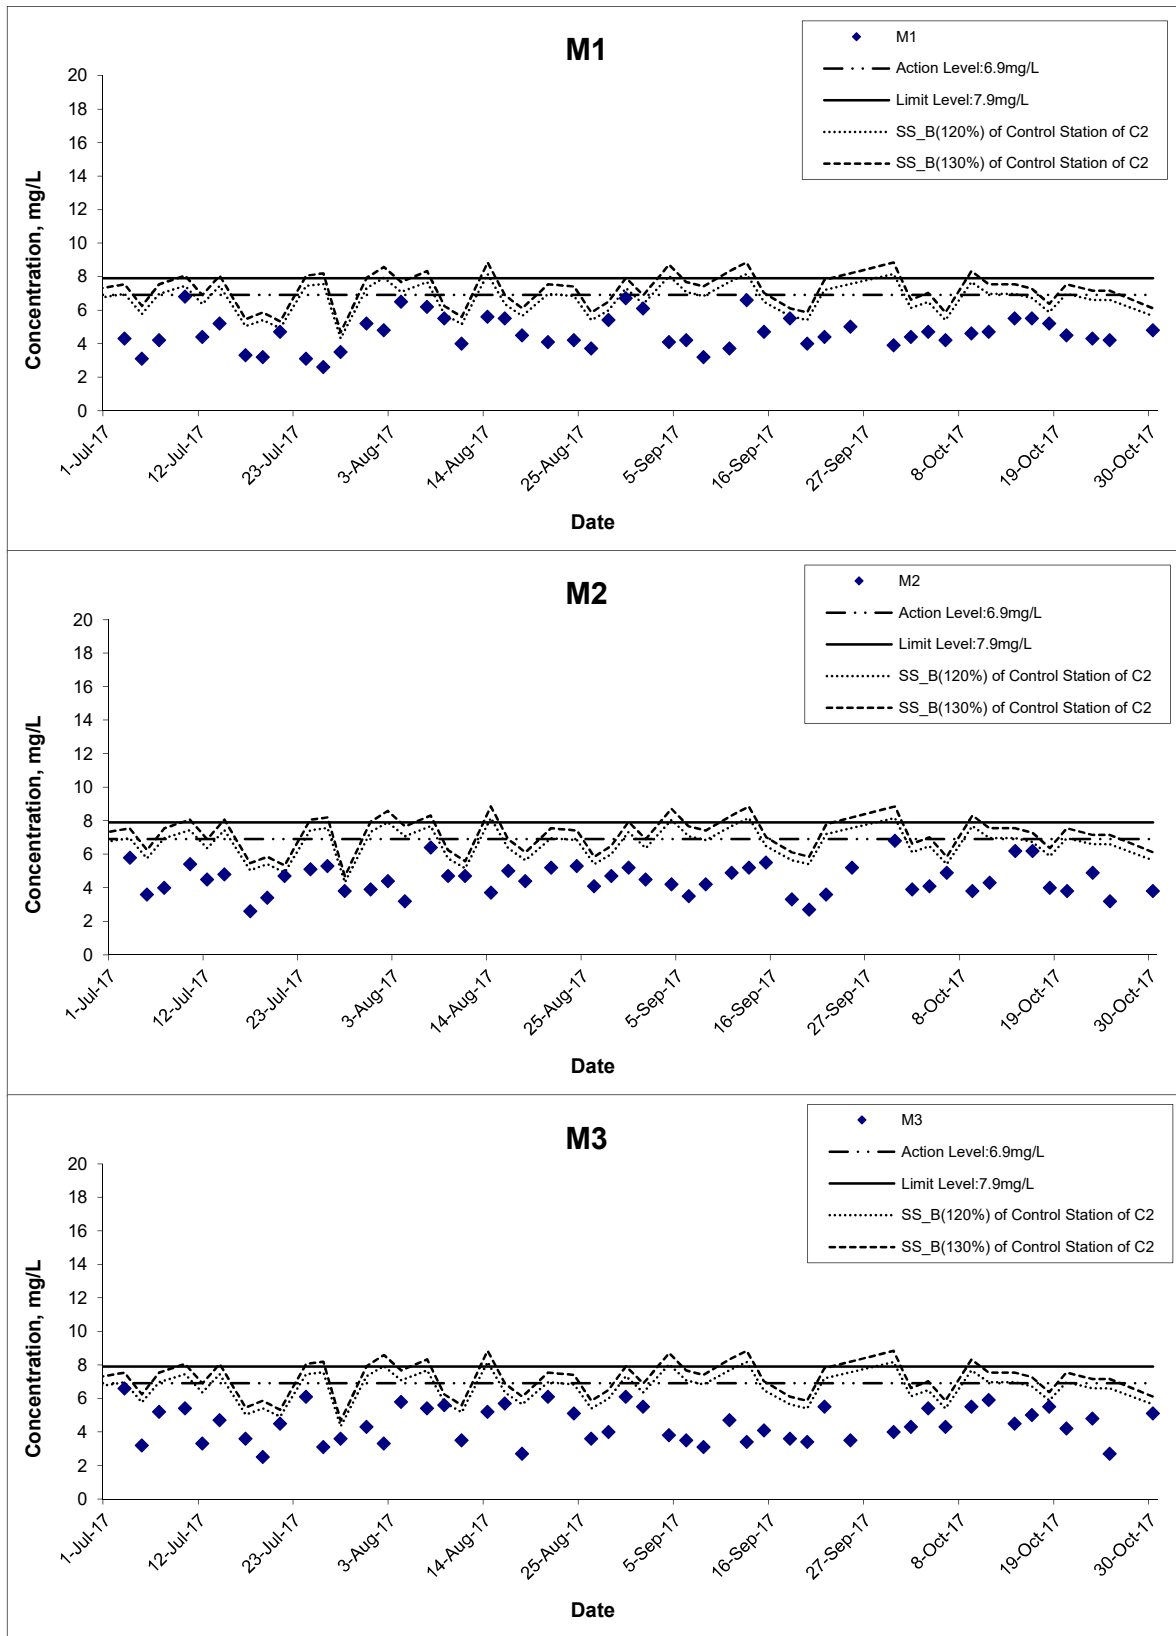 M1
M1
Action Level:6.9mg/L
Limit Level:7.9mg/L
SS_B(120%) of Control Station of C2
SS_B(130%) of Control Station of C2
Concentration, mg/L
20
18
16
14
12
10
8
6
4
2
0
1-Jul-17 12-Jul-17 23-Jul-17 3-Aug-17 14-Aug-17 25-Aug-17 5-Sep-17 16-Sep-17 27-Sep-17 8-Oct-17 19-Oct-17 30-Oct-17
Date
M2
M2
Action Level:6.9mg/L
Limit Level:7.9mg/L
SS_B(120%) of Control Station of C2
SS_B(130%) of Control Station of C2
Concentration, mg/L
20
18
16
14
12
10
8
6
4
2
0
1-Jul-17 12-Jul-17 23-Jul-17 3-Aug-17 14-Aug-17 25-Aug-17 5-Sep-17 16-Sep-17 27-Sep-17 8-Oct-17 19-Oct-17 30-Oct-17
Date
M3
M3
Action Level:6.9mg/L
Limit Level:7.9mg/L
SS_B(120%) of Control Station of C2
SS_B(130%) of Control Station of C2
Concentration, mg/L
20
18
16
14
12
10
8
6
4
2
0
1-Jul-17 12-Jul-17 23-Jul-17 3-Aug-17 14-Aug-17 25-Aug-17 5-Sep-17 16-Sep-17 27-Sep-17 8-Oct-17 19-Oct-17 30-Oct-17
Date